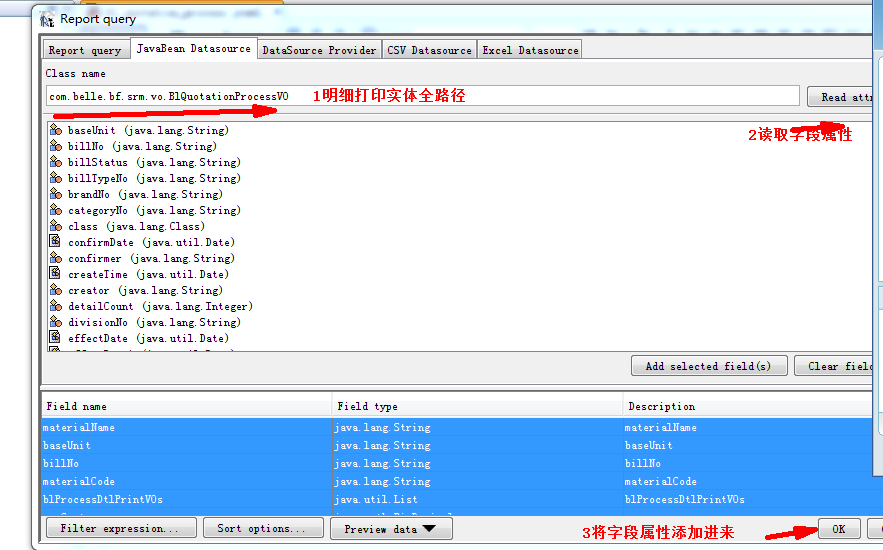 Report query
Report query JavaBean Datasource DataSource Provider CSV Datasource Excel Datasource
Class name
com.belle.bf.srm.vo.BlQuotationProcessVO
1明细打印实体全路径
Read attr
2读取字段属性
baseUnit (java.lang.String)
billNo (java.lang.String)
billStatus (java.lang.String)
billTypeNo (java.lang.String)
brandNo (java.lang.String)
categoryNo (java.lang.String)
class (java.lang.Class)
confirmDate (java.util.Date)
confirmer (java.lang.String)
createTime (java.util.Date)
creator (java.lang.String)
detailCount (java.lang.Integer)
divisionNo (java.lang.String)
effectDate (java.util.Date)
Add selected field(s) Clear field
Field name Field type Description
materialName java.lang.String materialName
baseUnit java.lang.String baseUnit
billNo java.lang.String billNo
materialCode java.lang.String materialCode
blProcessDtlPrintVOs java.util.List blProcessDtlPrintVOs
Filter expression... Sort options... Preview data
3将字段属性添加进来
OK